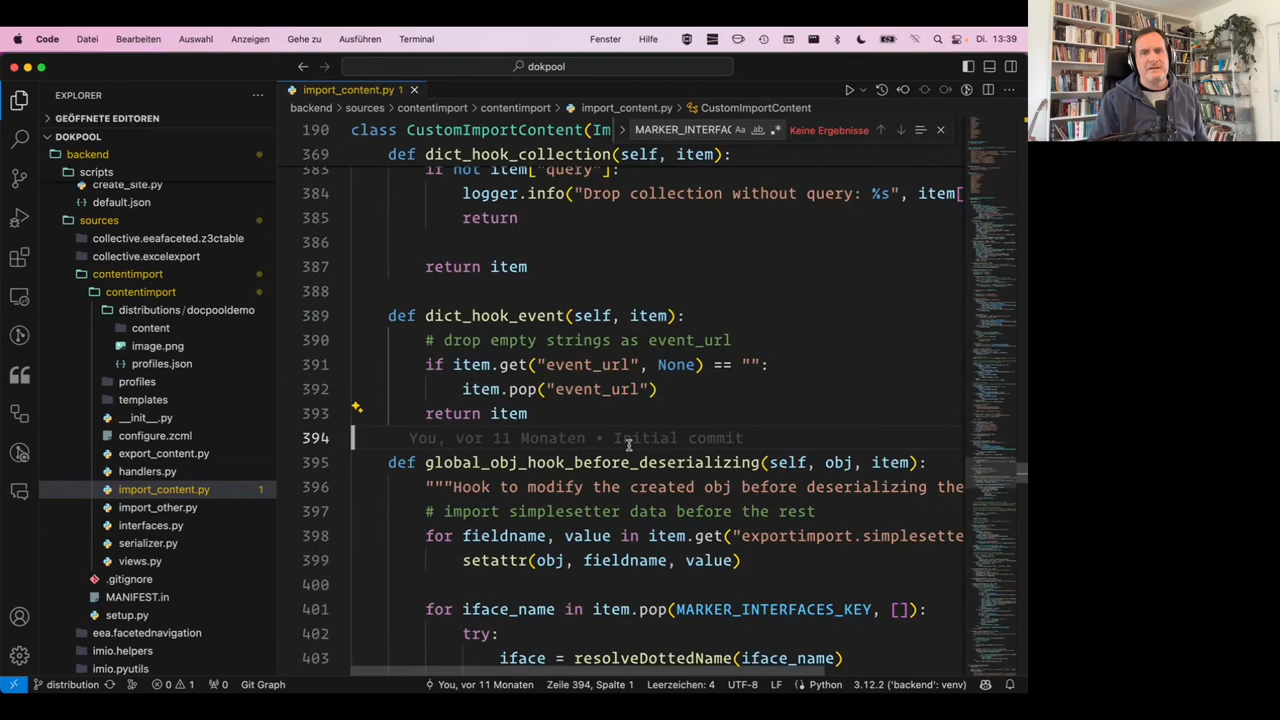 Code Datei Bearbeiten Auswahl Anzeigen Gehe zu Ausführen Terminal Fenster Hilfe Di. 13:39
dokpool
EXPLORER
GEÖFFNETE EDITOREN
DOKPOOL
backend
scripts
create_site.py
default.json
sources
collective.eeafaceted.z3ctable
collective.excelexport
contentimport
contentimport
distributions / docpooldemo
content
image.png
profiles.json
profiles
templates
__init__.py
configure.zcml
export_content.py
handlers.py
import_content.py 1
import_other.py
interfaces.py
serializer.py
views.py
.gitignore
MANIFEST.in
setup.py
eea.facetednavigation
imio.helpers
imio.pyutils
import_content.py 1
backend sources contentimport contentimport import_content.py CustomImportContent
MARKER_INTERFAC Keine Ergebnisse
190 class CustomImportContent(Im
369 def dict_hook_collection(self, item):
if not item["query"]:
384 logger.info("Drop collection without query: %s", item[
385 return
386
387 return item
388
389 def dict_hook_event(self, item):
390 # drop empty strings as event_url
391 if item.get("event_url", None) == "":
392 item.pop("event_url")
393 return item
394 You, vor 11 Monaten • Initial commit
395 def global_obj_hook_before_deserializing(self, obj, item):
396 """Hook to modify the created obj before deserializing the
397 # import simplesetter data before the rest
398 for fieldname, value in item.get("exportimport.simplesette
399 setattr(obj, fieldname, value)
400
401 for iface_name in item.pop(MARKER_INTERFACES_KEY, []):
402 try:
403 iface = resolveDottedName(iface_name)
distribution 0 1 0 Git Graph You, vor 11 Monaten Zeile 394, Spalte 1 Leerzeichen: 4 UTF-8 LF Python 3.12.2 ('backend': venv)